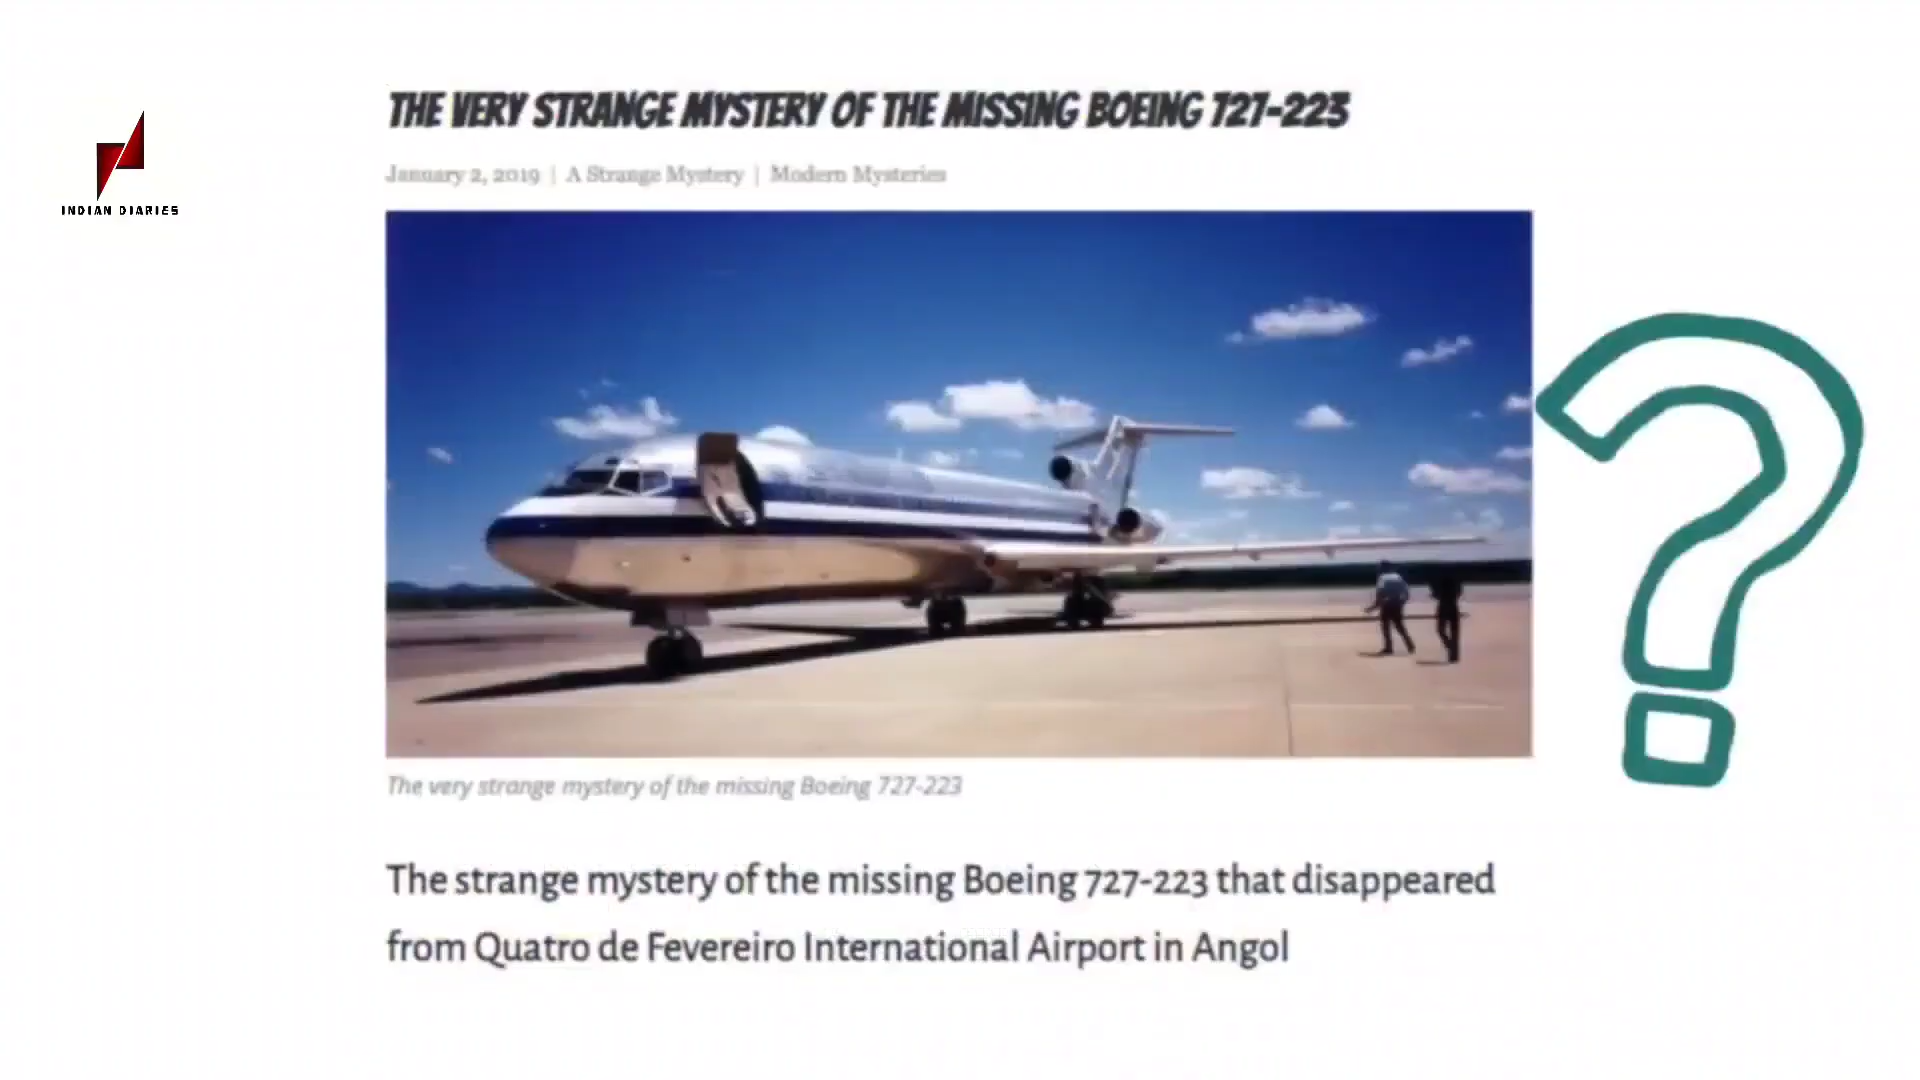 THE VERY STRANGE MYSTERY OF THE MISSING BOEING 727-223
January 2, 2019 | A Strange Mystery | Modern Mysteries
INDIAN DIARIES
The very strange mystery of the missing Boeing 727-223
The strange mystery of the missing Boeing 727-223 that disappeared
from Quatro de Fevereiro International Airport in Angol